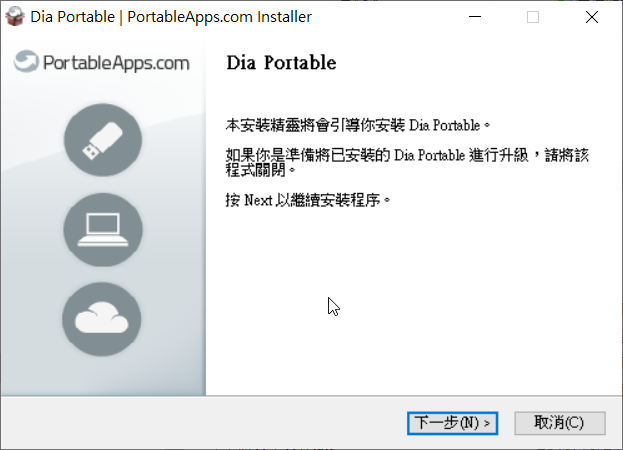 Dia Portable | PortableApps.com Installer
PortableApps.com
Dia Portable
本安裝精靈將會引導你安裝 Dia Portable。
如果你是準備將已安裝的 Dia Portable 進行升級，請將該
程式關閉。
按 Next 以繼續安裝程序。
下一步(N) >
取消(C)